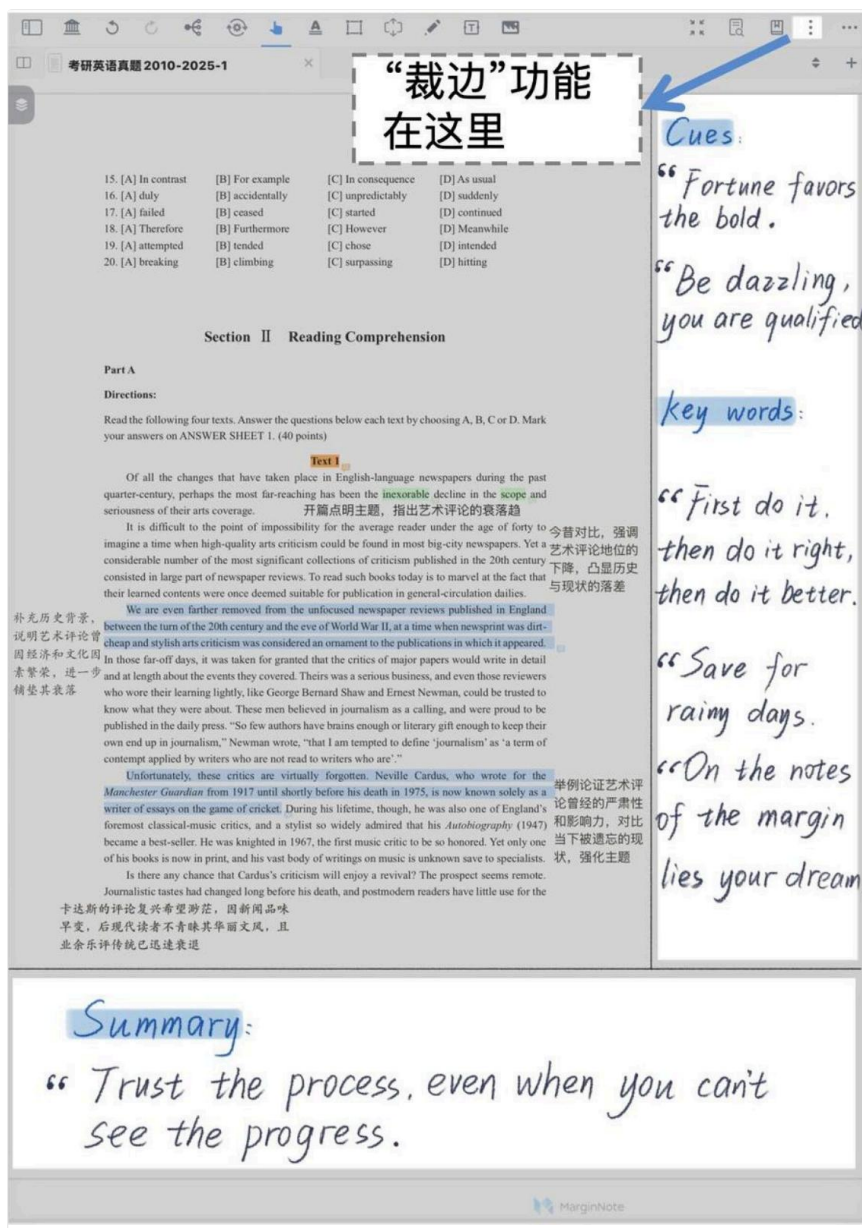 考研英语真题2010-2025-1
“裁边”功能
在这里
15. [A] In contrast [B] For example [C] In consequence [D] As usual
16. [A] duly [B] accidentally [C] unpredictably [D] suddenly
17. [A] failed [B] ceased [C] started [D] continued
18. [A] Therefore [B] Furthermore [C] However [D] Meanwhile
19. [A] attempted [B] tended [C] chose [D] intended
20. [A] breaking [B] climbing [C] surpassing [D] hitting
Section Ⅱ Reading Comprehension
Part A
Directions:
Read the following four texts. Answer the questions below each text by choosing A, B, C or D. Mark
your answers on ANSWER SHEET 1. (40 points)
Text 1
Of all the changes that have taken place in English-language newspapers during the past
quarter-century, perhaps the most far-reaching has been the inexorable decline in the scope and
seriousness of their arts coverage.
开篇点明主题，指出艺术评论的衰落趋
It is difficult to the point of impossibility for the average reader under the age of forty to
imagine a time when high-quality arts criticism could be found in most big-city newspapers. Yet a
considerable number of the most significant collections of criticism published in the 20th century
consisted in large part of newspaper reviews. To read such books today is to marvel at the fact that
their learned contents were once deemed suitable for publication in general-circulation dailies.
今昔对比，强调
艺术评论地位的
下降，凸显历史
与现状的落差
We are even farther removed from the unfocused newspaper reviews published in England
between the turn of the 20th century and the eve of World War II, at a time when newsprint was dirt-
cheap and stylish arts criticism was considered an ornament to the publications in which it appeared.
In those far-off days, it was taken for granted that the critics of major papers would write in detail
and at length about the events they covered. Theirs was a serious business, and even those reviewers
who wore their learning lightly, like George Bernard Shaw and Ernest Newman, could be trusted to
know what they were about. These men believed in journalism as a calling, and were proud to be
published in the daily press. “So few authors have brains enough or literary gift enough to keep their
own end up in journalism,” Newman wrote, “that I am tempted to define ‘journalism’ as ‘a term of
contempt applied by writers who are not read to writers who are’.”
补充历史背景，
说明艺术评论曾
因经济和文化因
素繁荣，进一步
铺垫其衰落
Unfortunately, these critics are virtually forgotten. Neville Cardus, who wrote for the
Manchester Guardian from 1917 until shortly before his death in 1975, is now known solely as a
writer of essays on the game of cricket. During his lifetime, though, he was also one of England’s
foremost classical-music critics, and a stylist so widely admired that his Autobiography (1947)
became a best-seller. He was knighted in 1967, the first music critic to be so honored. Yet only one
of his books is now in print, and his vast body of writings on music is unknown save to specialists.
举例论证艺术评
论曾经的严肃性
和影响力，对比
当下被遗忘的现
状，强化主题
Is there any chance that Cardus’s criticism will enjoy a revival? The prospect seems remote.
Journalistic tastes had changed long before his death, and postmodern readers have little use for the
卡达斯的评论复兴希望渺茫，因新闻品味
早变，后现代读者不青睐其华丽文风，且
业余乐评传统已迅速衰退
Cues:
“Fortune favors
the bold.
“Be dazzling,
you are qualified
key words:
“First do it,
then do it right,
then do it better.
“Save for
rainy days.
“On the notes
of the margin
lies your dream
Summary:
“Trust the process, even when you can't
see the progress.
MarginNote